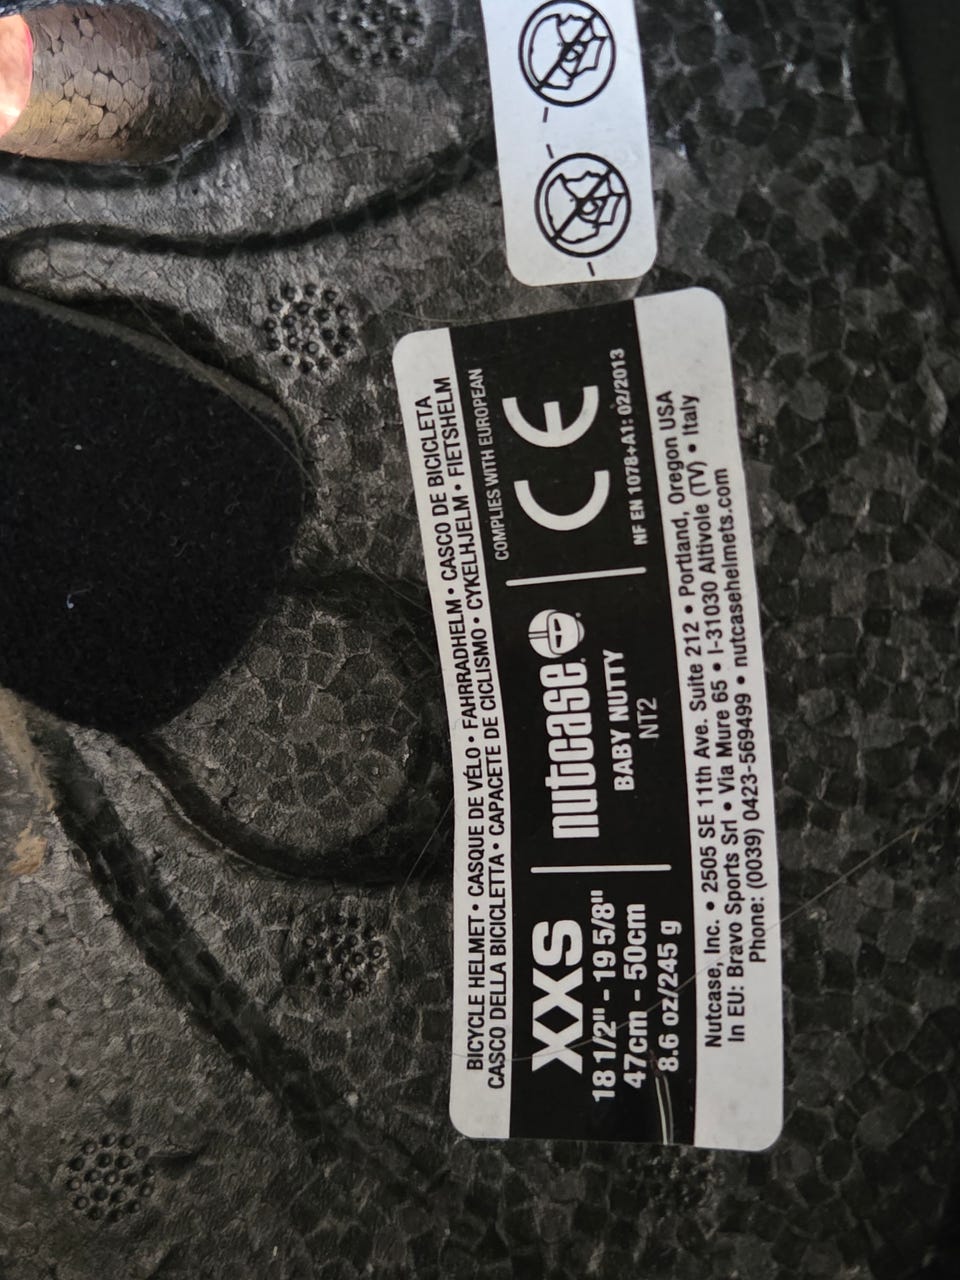 BICYCLE HELMET • CASQUE DE VÉLO • FAHRRADHELM • CASCO DE BICICLETA
CASCO DELLA BICICLETTA • CAPACETE DE CICLISMO • CYKELHJELM • FIETSHELM
XXS
18 1/2" - 19 5/8"
47cm - 50cm
8.6 oz/245 g
nutcase
BABY NUTTY
NT2
COMPLIES WITH EUROPEAN
CE
NF EN 1078+A1: 02/2013
Nutcase, Inc. • 2505 SE 11th Ave. Suite 212 • Portland, Oregon USA
In EU: Bravo Sports Srl • Via Mure 65 • I-31030 Altivole (TV) • Italy
Phone: (0039) 0423-569499 • nutcasehelmets.com